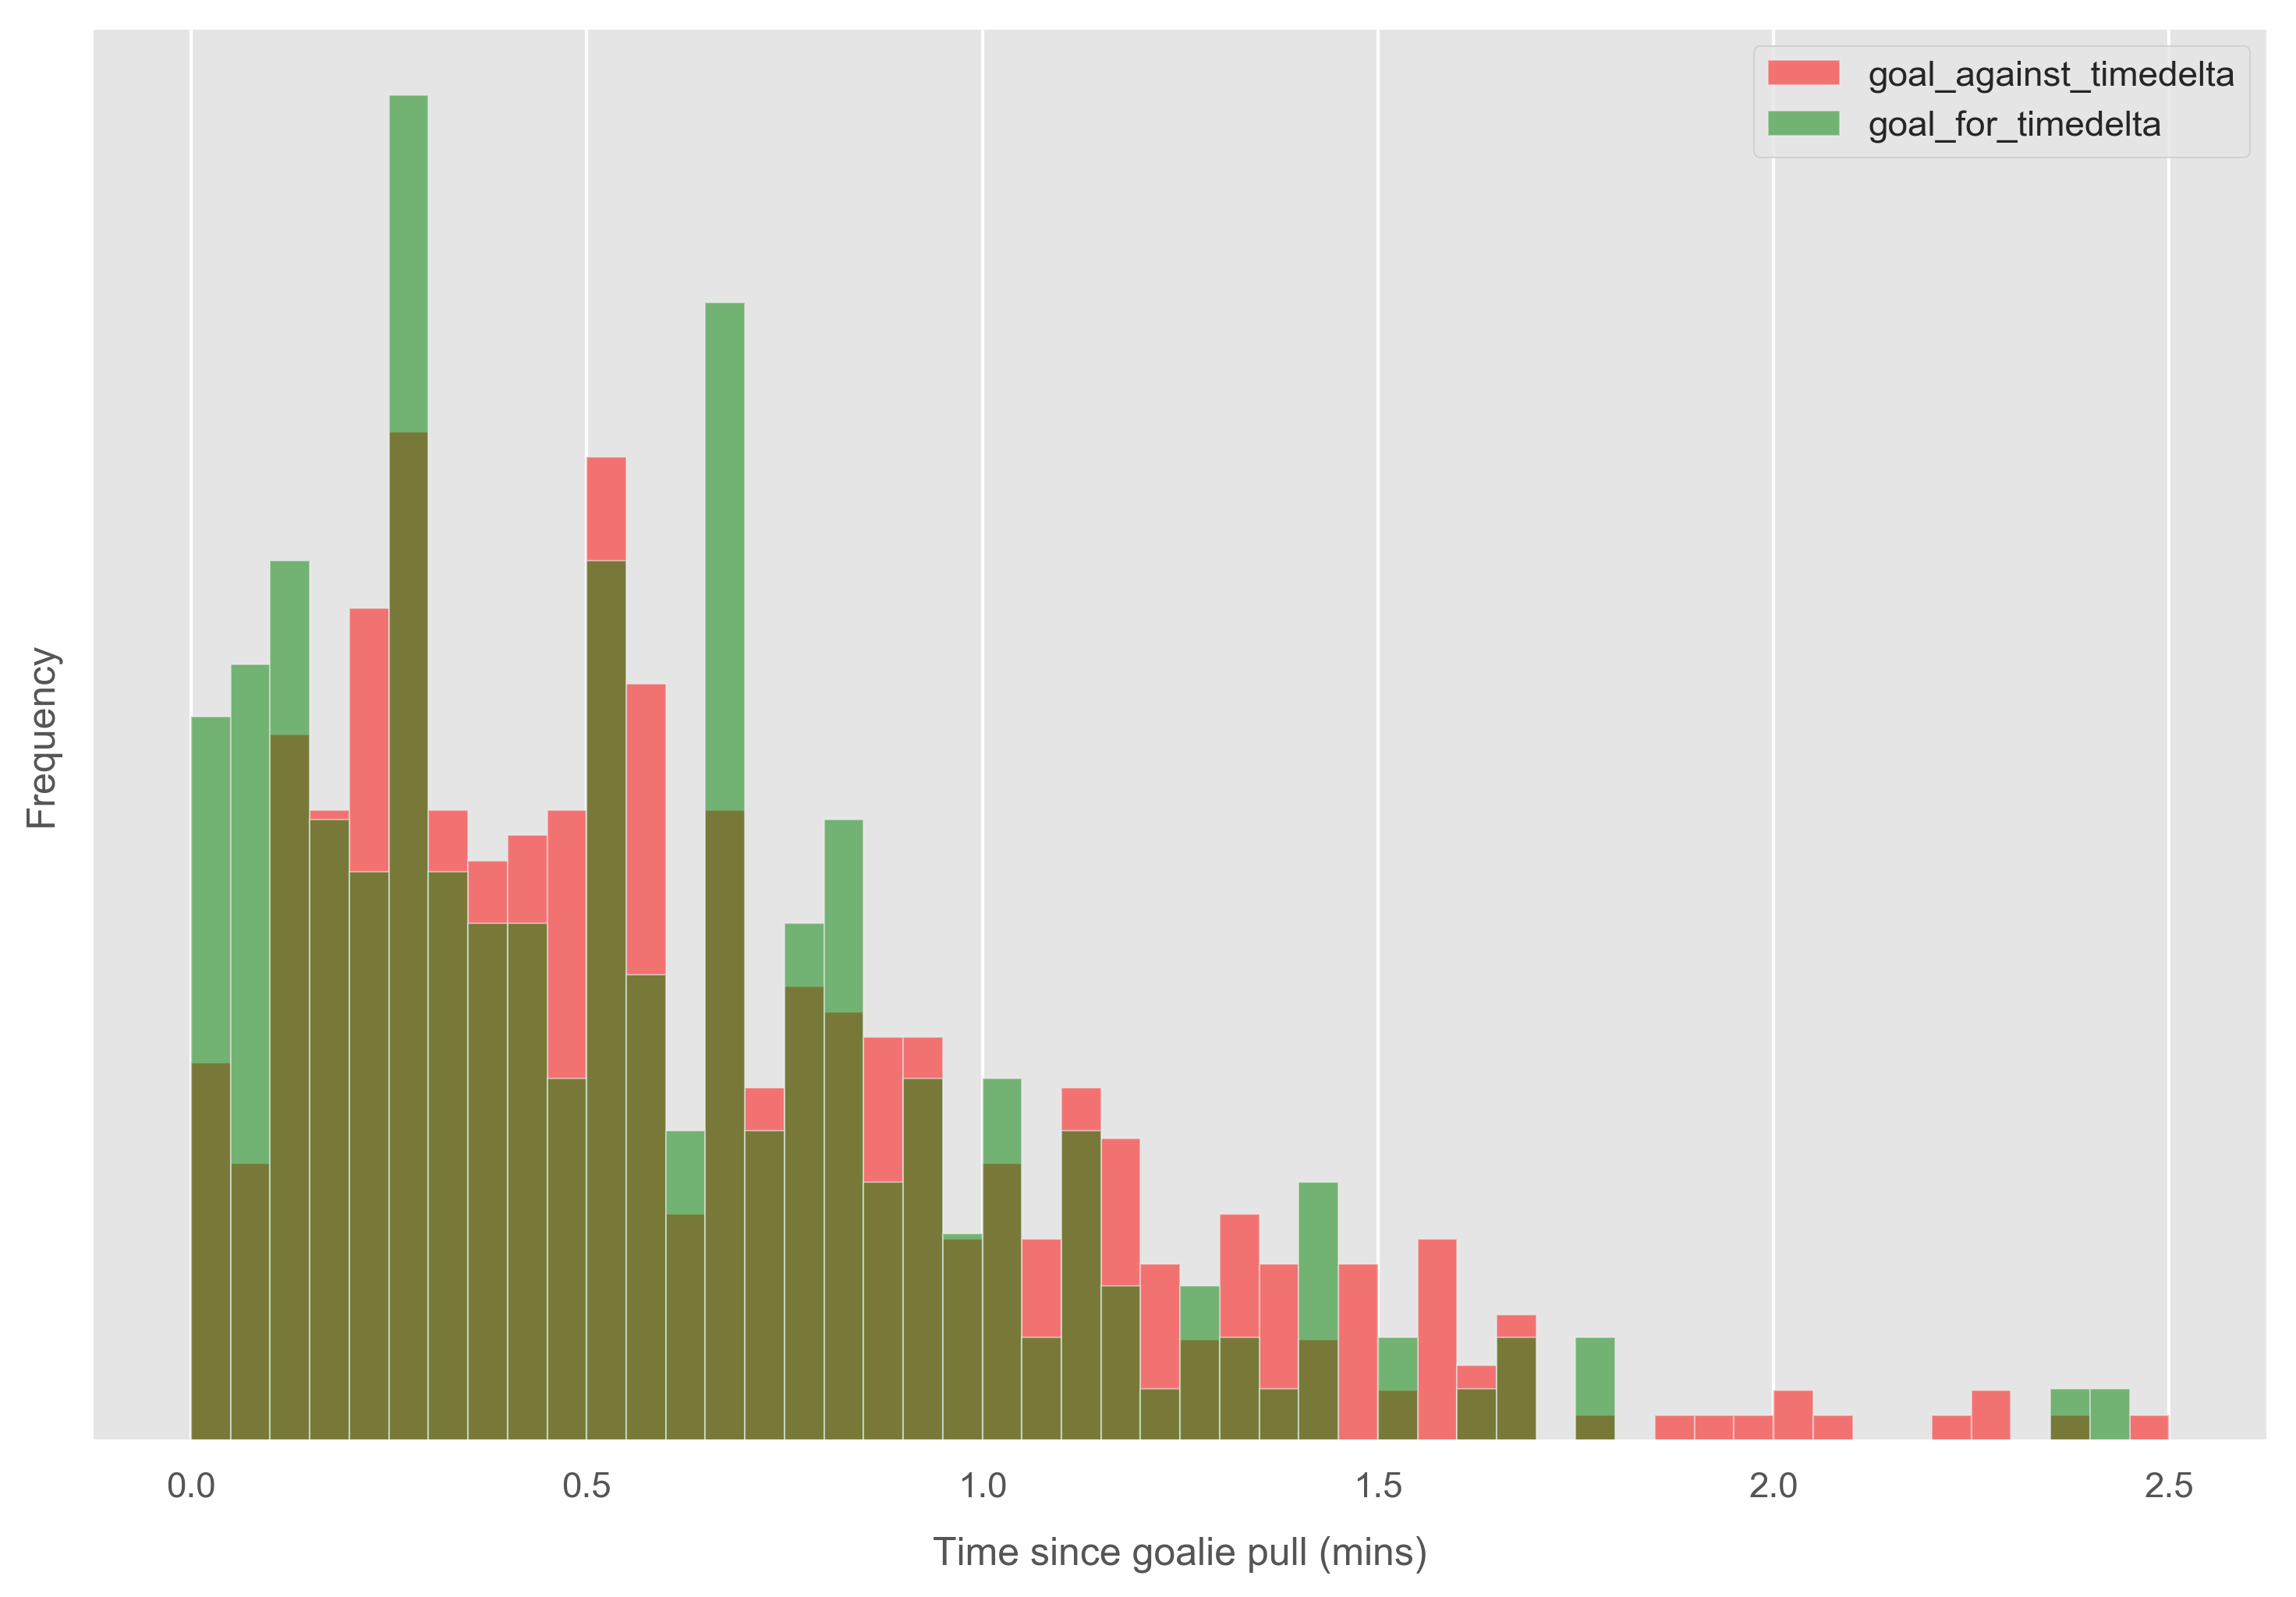 goal_against_timedelta
goal_for_timedelta
Frequency
0.0 0.5 1.0 1.5 2.0 2.5
Time since goalie pull (mins)